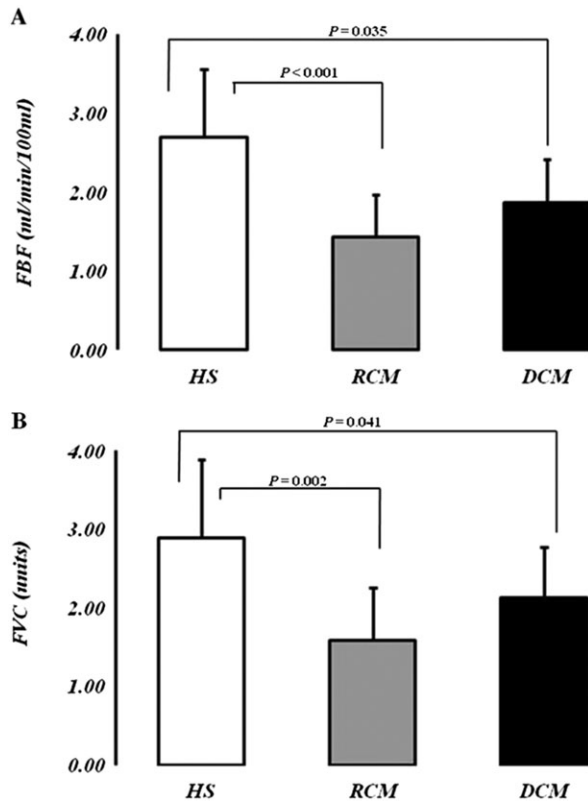 A
4.00
P = 0.035
P < 0.001
3.00
2.00
1.00
0.00
FBF (ml/min/100ml)
HS RCM DCM
B
4.00
P = 0.041
P = 0.002
3.00
2.00
1.00
0.00
FVC (units)
HS RCM DCM